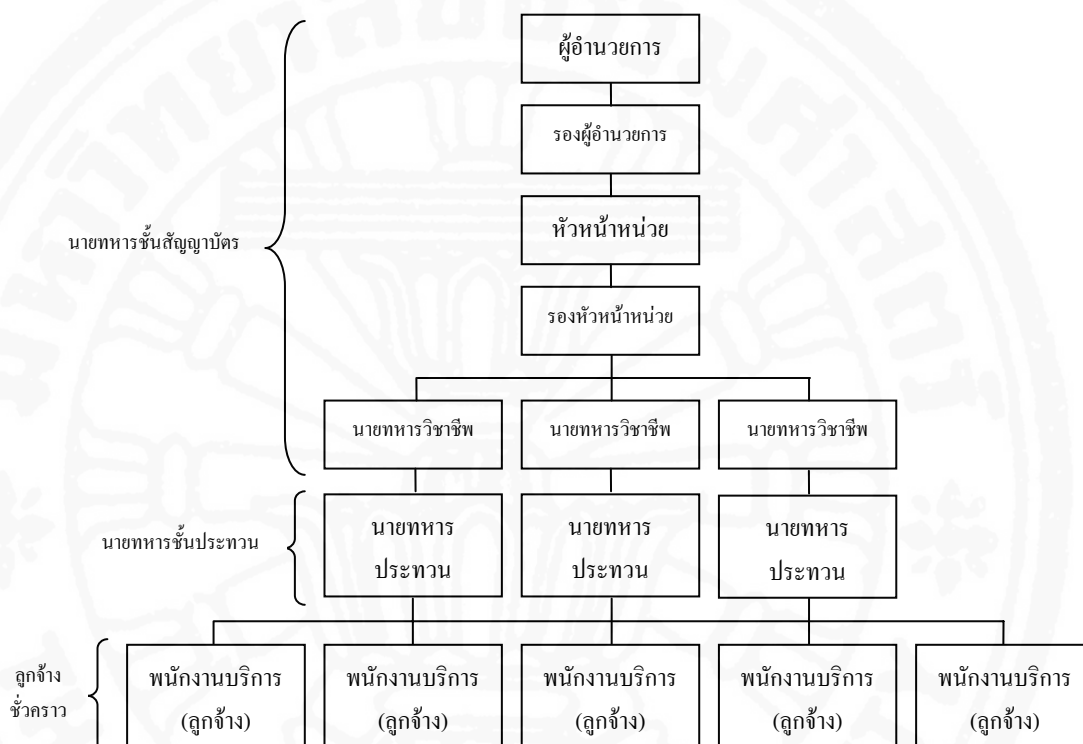 ผู้อำนวยการ
รองผู้อำนวยการ
หัวหน้าหน่วย
นายทหารชั้นสัญญาบัตร
รองหัวหน้าหน่วย
นายทหารวิชาชีพ
นายทหารวิชาชีพ
นายทหารวิชาชีพ
นายทหารชั้นประทวน
นายทหาร
ประทวน
นายทหาร
ประทวน
นายทหาร
ประทวน
ลูกจ้าง
ชั่วคราว
พนักงานบริการ
(ลูกจ้าง)
พนักงานบริการ
(ลูกจ้าง)
พนักงานบริการ
(ลูกจ้าง)
พนักงานบริการ
(ลูกจ้าง)
พนักงานบริการ
(ลูกจ้าง)